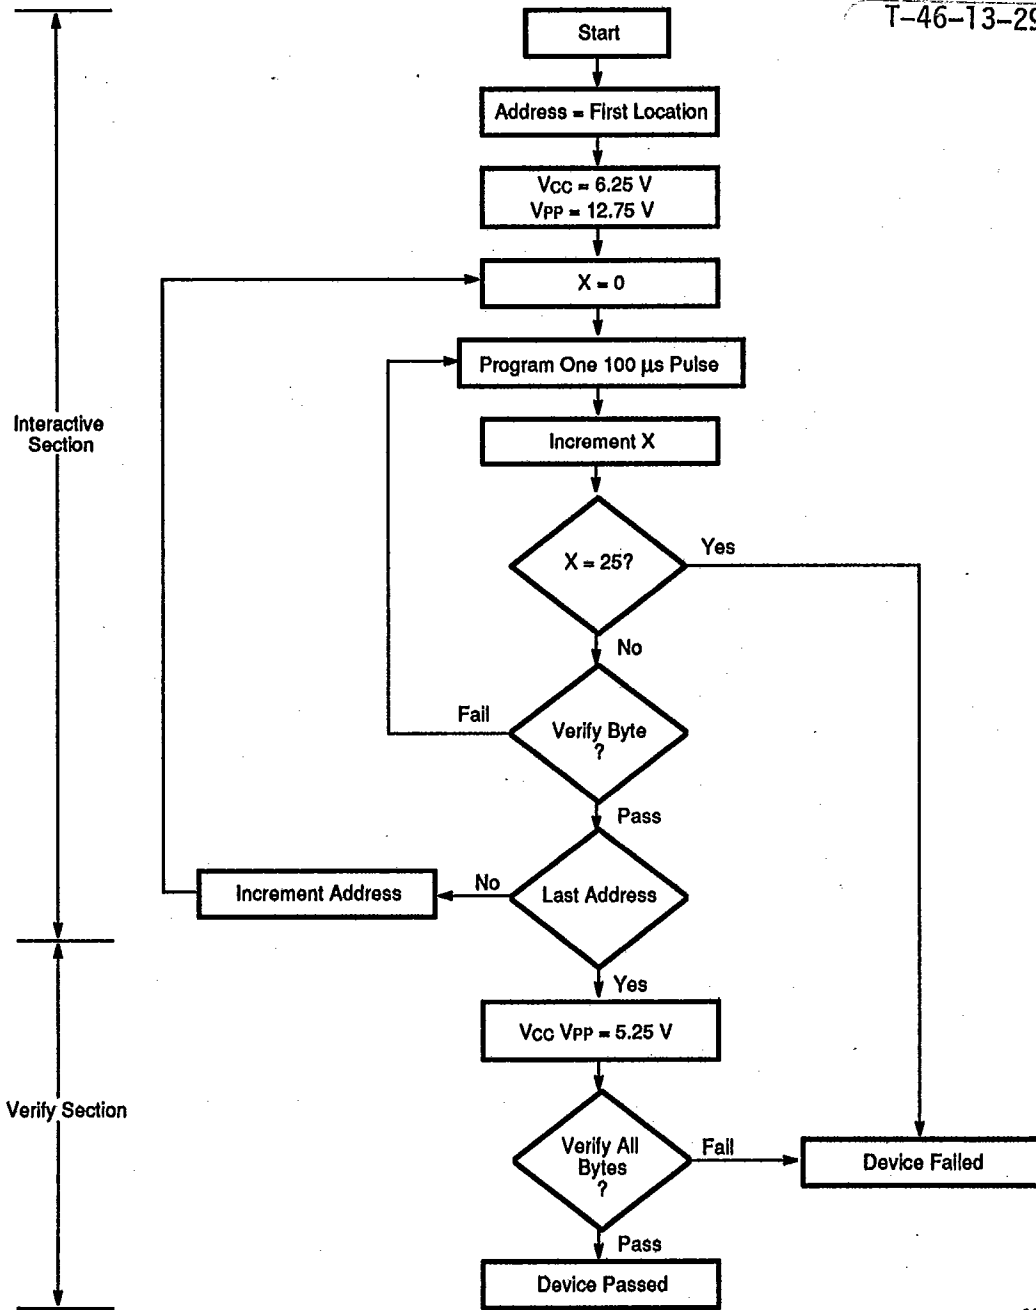 T-46-13-29
Start
Address = First Location
VCC = 6.25 V
VPP = 12.75 V
X = 0
Program One 100 µs Pulse
Interactive
Section
Increment X
X = 25?
Yes
No
Fail
Verify Byte
?
Pass
Increment Address
No
Last Address
Yes
VCC VPP = 5.25 V
Verify Section
Verify All
Bytes
?
Fail
Device Failed
Pass
Device Passed